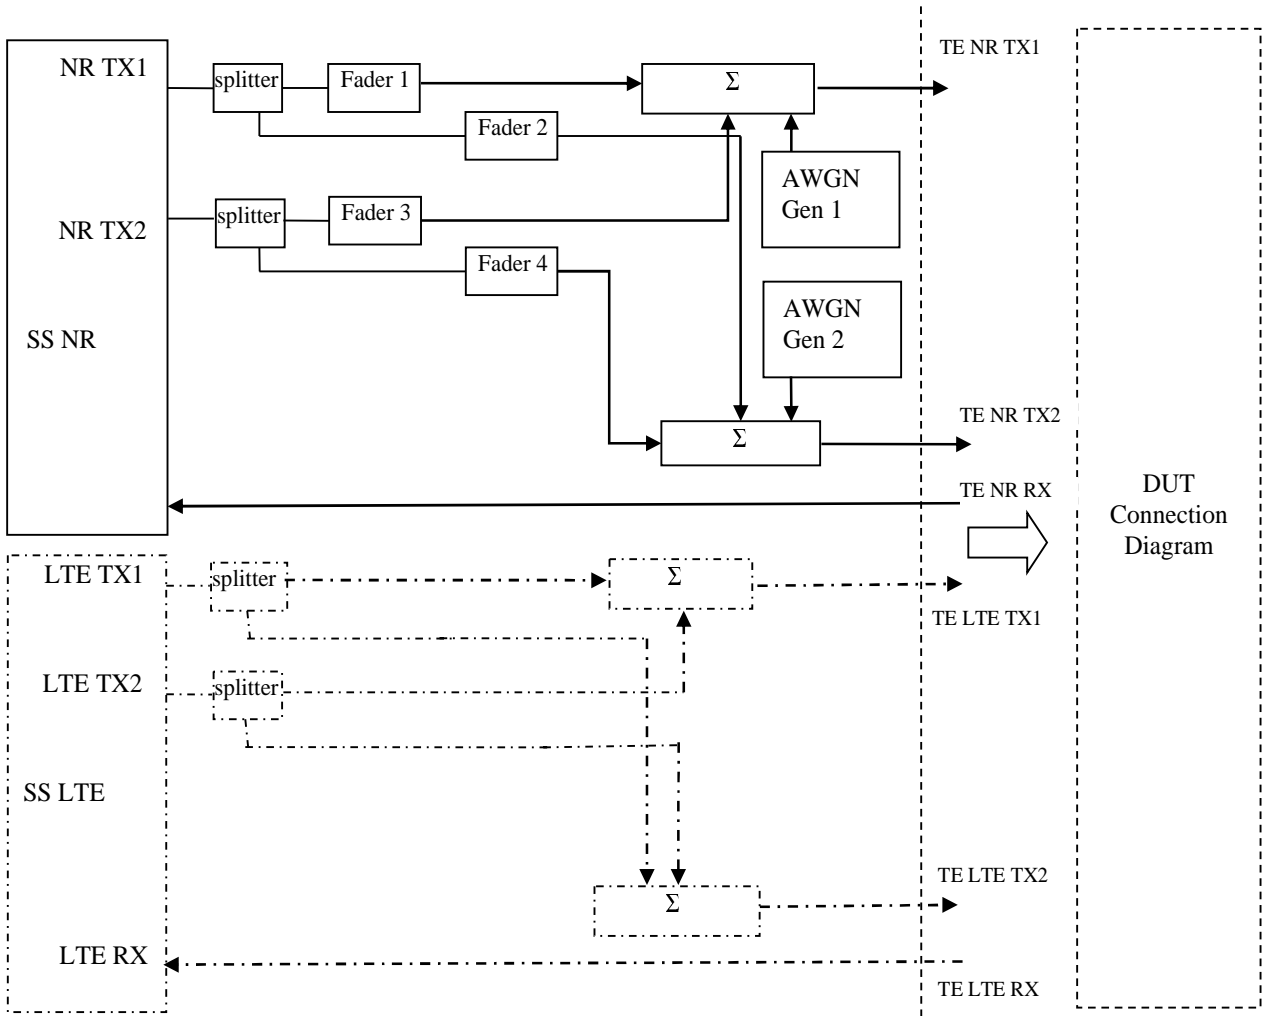 NR TX1
splitter
Fader 1
Σ
TE NR TX1
Fader 2
AWGN
Gen 1
NR TX2
splitter
Fader 3
Fader 4
AWGN
Gen 2
SS NR
Σ
TE NR TX2
TE NR RX
DUT
Connection
Diagram
LTE TX1
splitter
Σ
TE LTE TX1
LTE TX2
splitter
SS LTE
Σ
TE LTE TX2
LTE RX
TE LTE RX